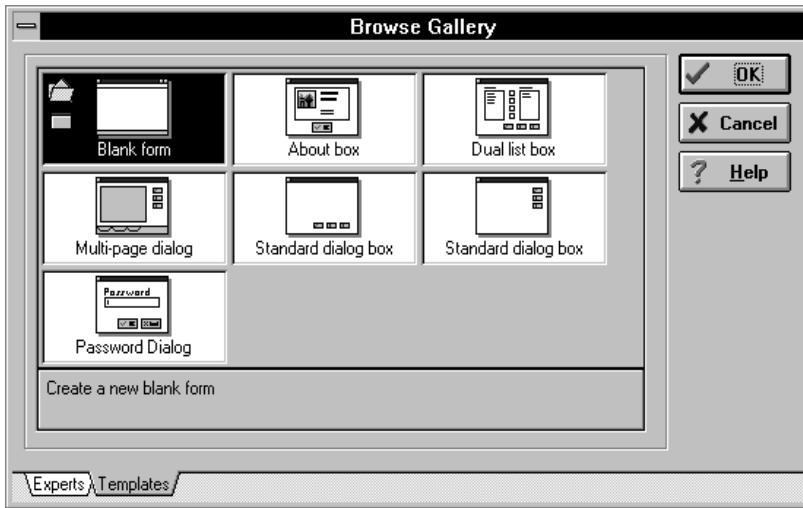 Browse Gallery
Blank form
About box
Dual list box
OK
Cancel
Help
Multi-page dialog
Standard dialog box
Standard dialog box
Password
Password Dialog
Create a new blank form
Experts
Templates